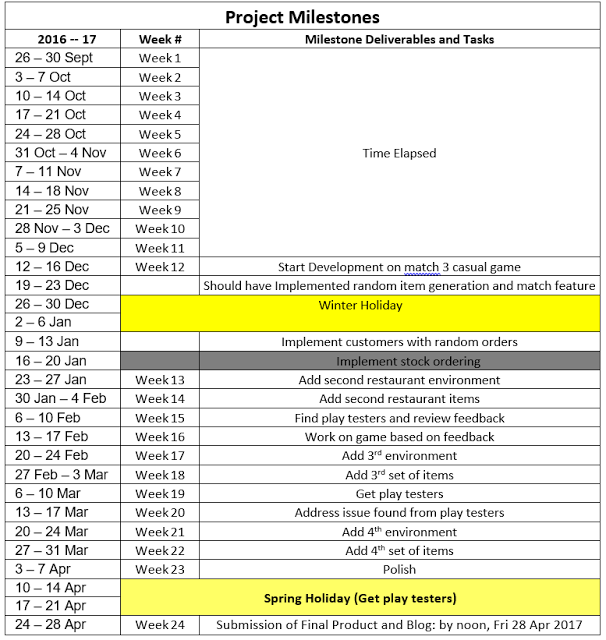 Project Milestones
2016 -- 17 Week # Milestone Deliverables and Tasks
26 – 30 Sept Week 1
3 – 7 Oct Week 2
10 – 14 Oct Week 3
17 – 21 Oct Week 4
24 – 28 Oct Week 5
31 Oct – 4 Nov Week 6 Time Elapsed
7 – 11 Nov Week 7
14 – 18 Nov Week 8
21 – 25 Nov Week 9
28 Nov – 3 Dec Week 10
5 – 9 Dec Week 11
12 – 16 Dec Week 12 Start Development on match 3 casual game
19 – 23 Dec Should have Implemented random item generation and match feature
26 – 30 Dec Winter Holiday
2 – 6 Jan
9 – 13 Jan Implement customers with random orders
16 – 20 Jan Implement stock ordering
23 – 27 Jan Week 13 Add second restaurant environment
30 Jan – 4 Feb Week 14 Add second restaurant items
6 – 10 Feb Week 15 Find play testers and review feedback
13 – 17 Feb Week 16 Work on game based on feedback
20 – 24 Feb Week 17 Add 3rd environment
27 Feb – 3 Mar Week 18 Add 3rd set of items
6 – 10 Mar Week 19 Get play testers
13 – 17 Mar Week 20 Address issue found from play testers
20 – 24 Mar Week 21 Add 4th environment
27 – 31 Mar Week 22 Add 4th set of items
3 – 7 Apr Week 23 Polish
10 – 14 Apr
Spring Holiday (Get play testers)
17 – 21 Apr
24 – 28 Apr Week 24 Submission of Final Product and Blog: by noon, Fri 28 Apr 2017